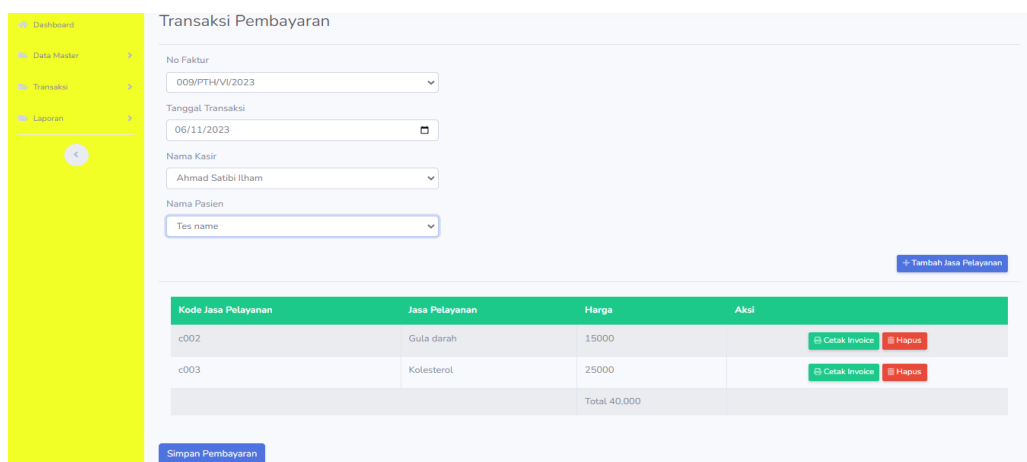 Dashboard
Data Master
Transaksi
Laporan
Transaksi Pembayaran
No Faktur
009/PTH/VI/2023
Tanggal Transaksi
06/11/2023
Nama Kasir
Ahmad Satibi Ilham
Nama Pasien
Tes name
+ Tambah Jasa Pelayanan
Kode Jasa Pelayanan Jasa Pelayanan Harga Aksi
c002 Gula darah 15000 Cetak Invoice Hapus
c003 Kolesterol 25000 Cetak Invoice Hapus
Total 40,000
Simpan Pembayaran